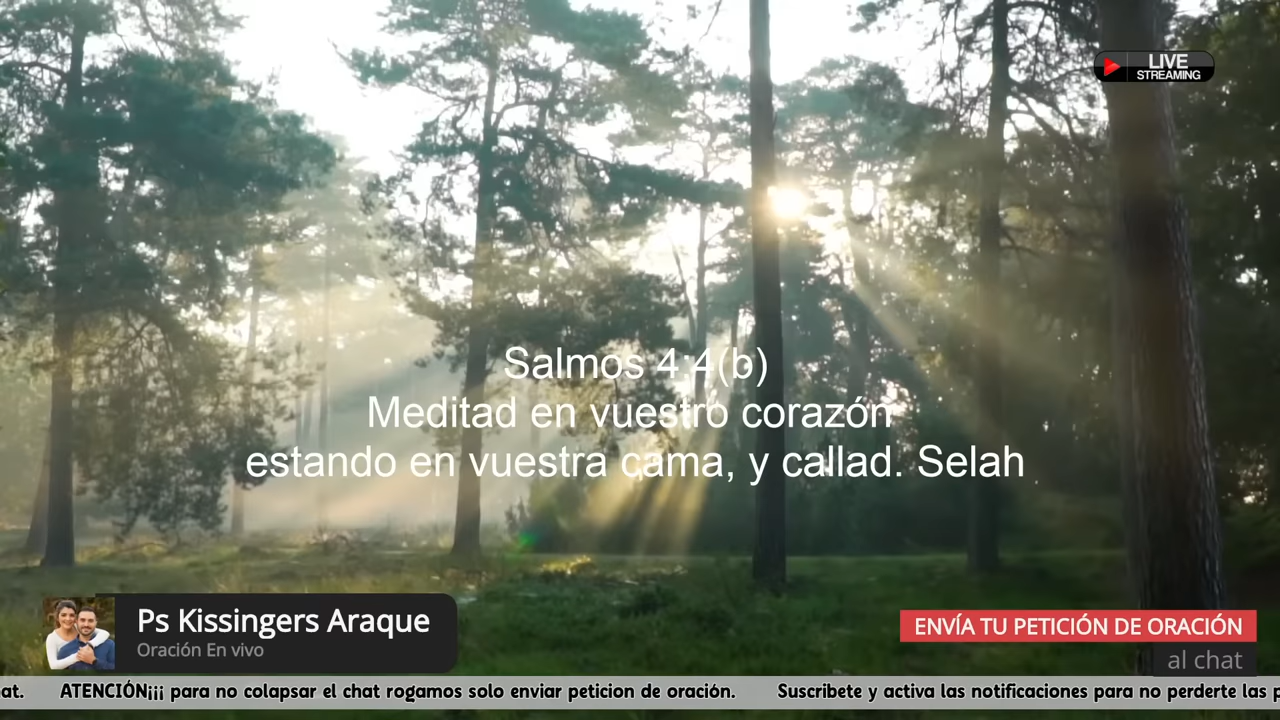 LIVE
STREAMING
Salmos 4:4(b)
Meditad en vuestro corazón
estando en vuestra cama, y callad. Selah
Ps Kissingers Araque
Oración En vivo
ENVÍA TU PETICIÓN DE ORACIÓN
al chat
at. ATENCIÓN¡¡¡ para no colapsar el chat rogamos solo enviar peticion de oración. Suscribete y activa las notificaciones para no perderte las p